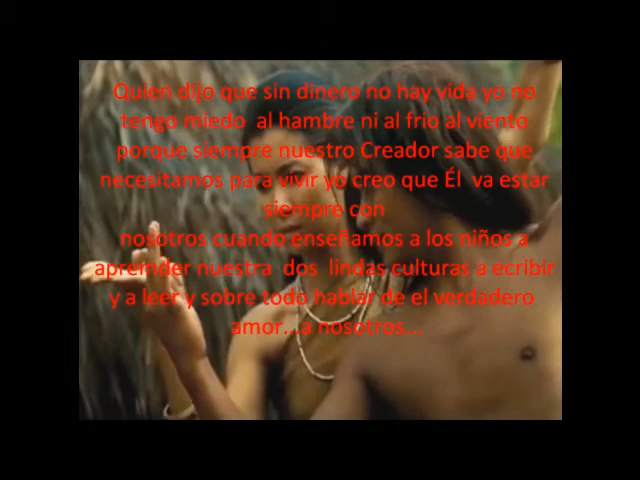 Quien dijo que sin dinero no hay vida yo no
tengo miedo al hambre ni al frio al viento
porque siempre nuestro Creador sabe que
necesitamos para vivir yo creo que Él va estar
siempre con
nosotros cuando enseñamos a los niños a
aprender nuestra dos lindas culturas a ecribir
y a leer y sobre todo hablar de el verdadero
amor...a nosotros...